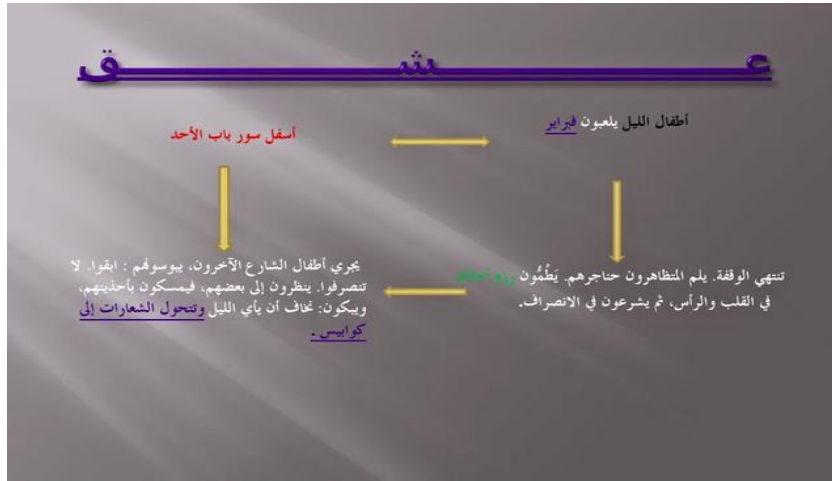 عـــــشـــــق
أطفال الليل يلعبون فبراير
أسفل سور باب الأحد
تنتهي الوقفة. يلم المتظاهرون حناجرهم. يَطْمُّون
في القلب والرأس، ثم يشرعون في الانصراف.
يجري أطفال الشارع الآخرون، يبوسوهم : ابقوا. لا
تنصرفوا. ينظرون إلى بعضهم، فيمسكون بأحذيتهم،
ويبكون: نخاف أن يأتي الليل وتتحول الشعارات إلى
كوابيس .